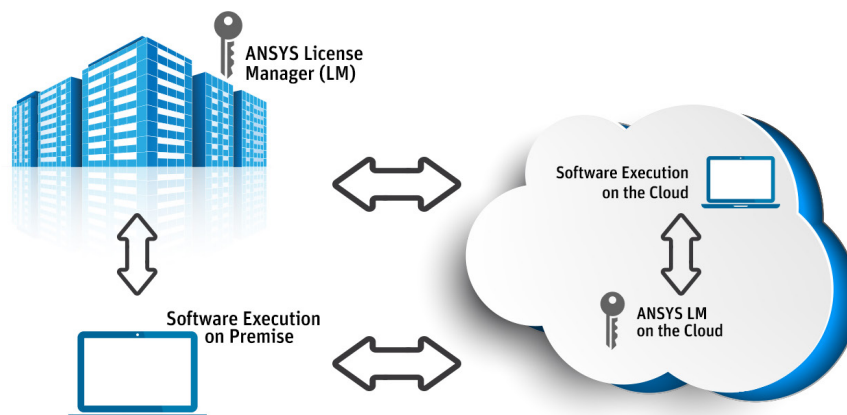 ANSYS License
Manager (LM)
Software Execution
on the Cloud
ANSYS LM
on the Cloud
Software Execution
on Premise